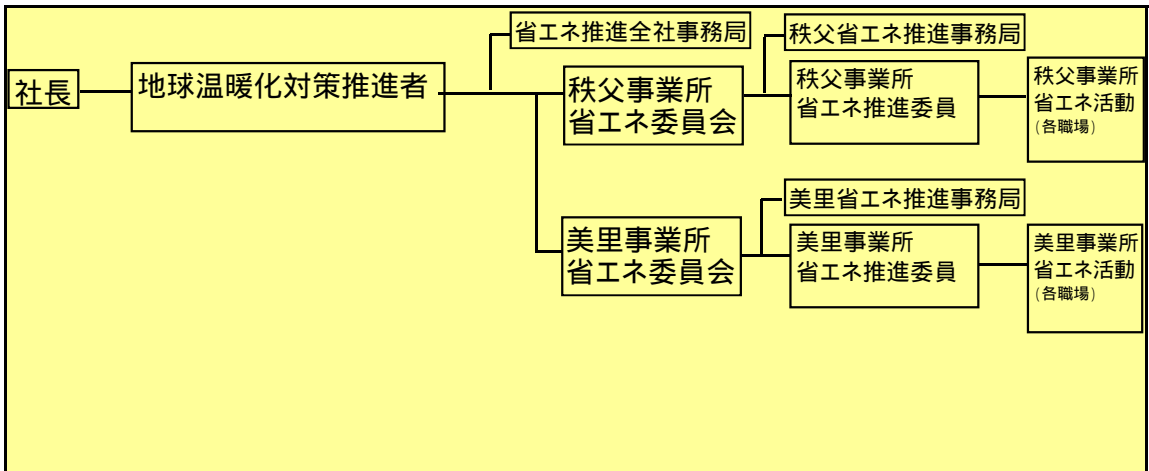 社長
地球温暖化対策推進者
省エネ推進全社事務局
秩父事業所
省エネ委員会
秩父省エネ推進事務局
秩父事業所
省エネ推進委員
秩父事業所
省エネ活動
(各職場)
美里事業所
省エネ委員会
美里省エネ推進事務局
美里事業所
省エネ推進委員
美里事業所
省エネ活動
(各職場)